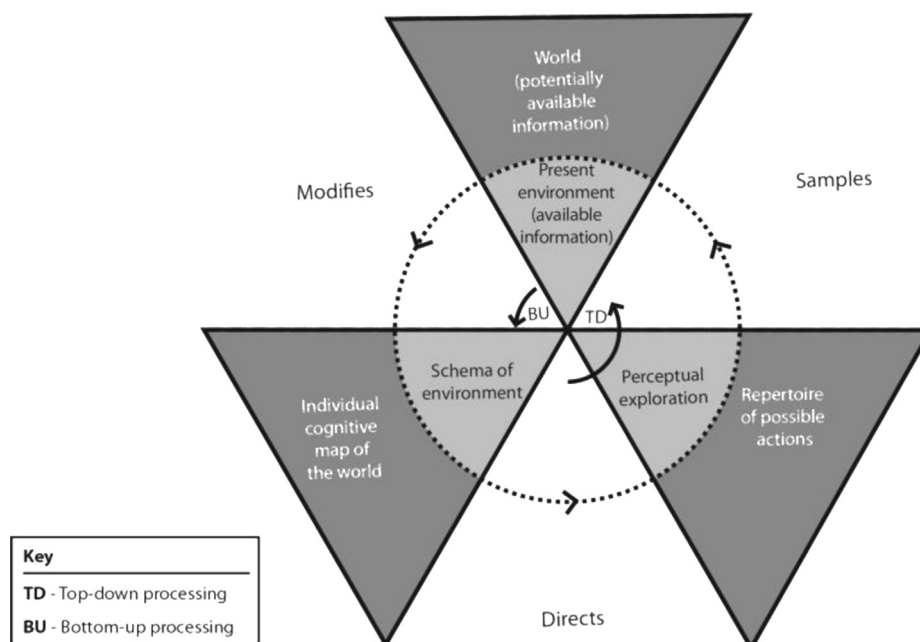 World
(potentially
available
information)
Present
environment
(available
information)
Modifies
Samples
BU
TD
Schema of
environment
Perceptual
exploration
Individual
cognitive
map of
the world
Repertoire
of possible
actions
Directs
Key
TD - Top-down processing
BU - Bottom-up processing